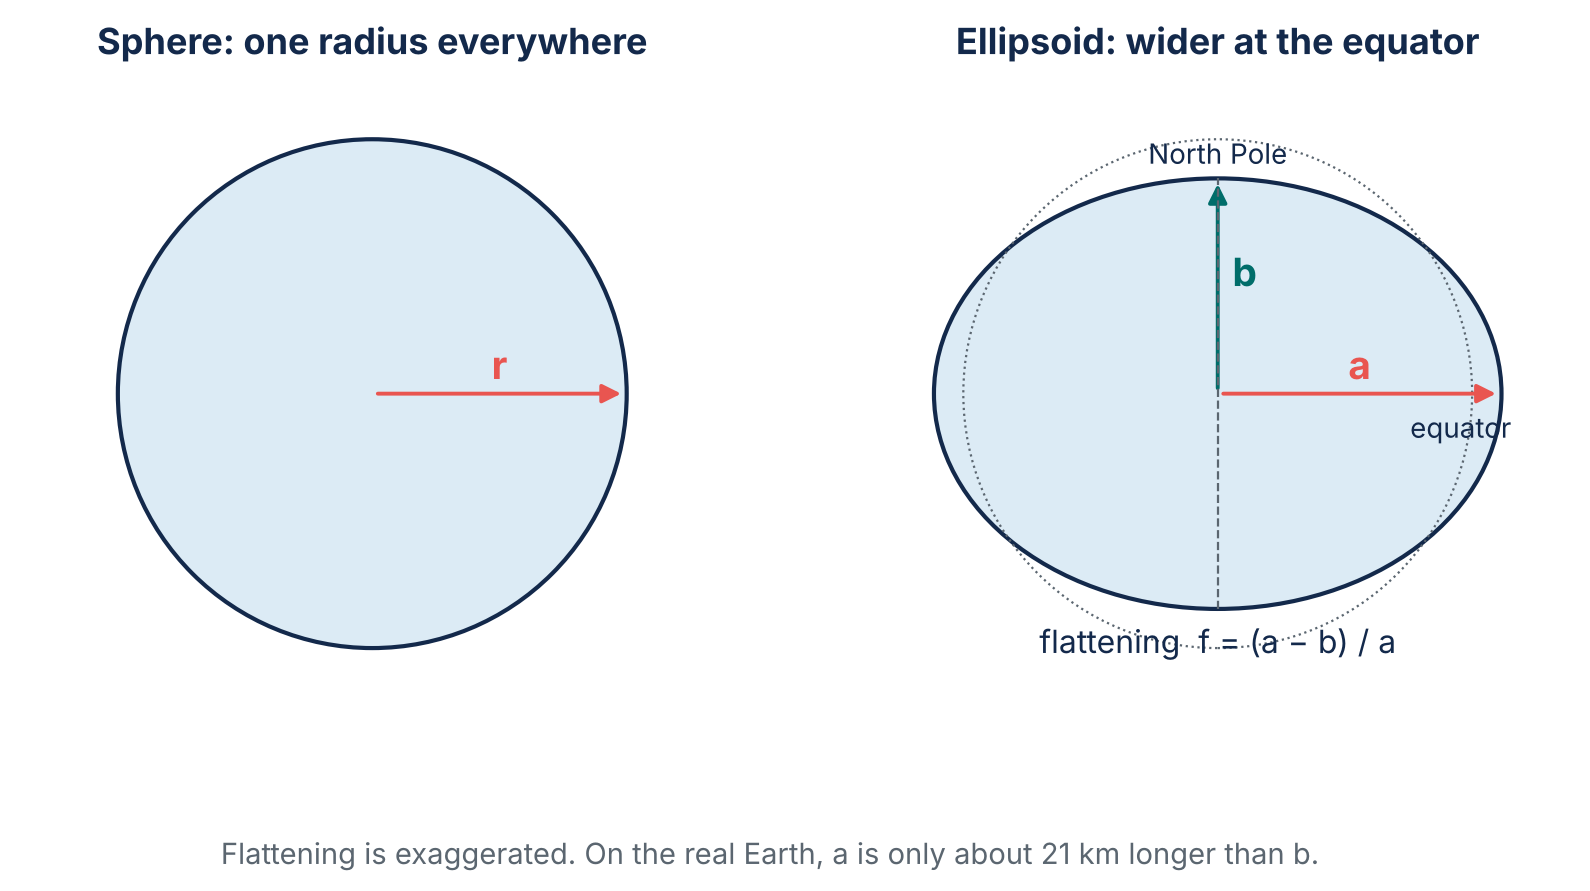 Sphere: one radius everywhere
Ellipsoid: wider at the equator
r
North Pole
b
a
equator
flattening  f = (a − b) / a
Flattening is exaggerated. On the real Earth, a is only about 21 km longer than b.